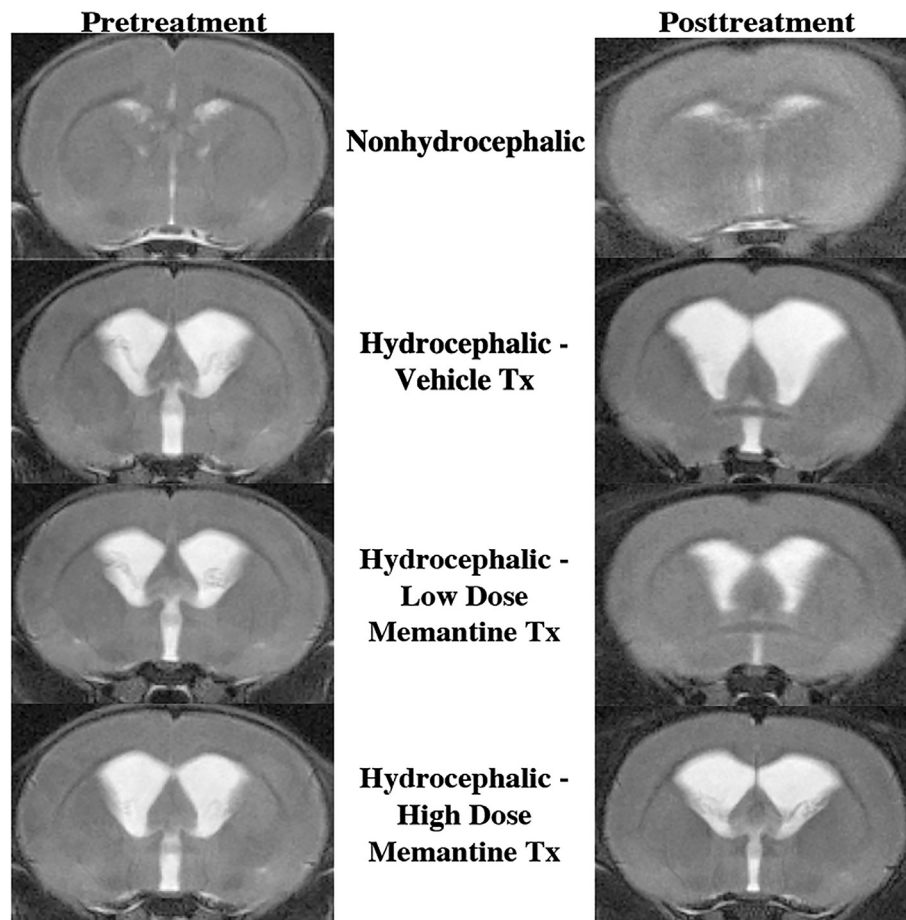 Pretreatment
Posttreatment
Nonhydrocephalic
Hydrocephalic -
Vehicle Tx
Hydrocephalic -
Low Dose
Memantine Tx
Hydrocephalic -
High Dose
Memantine Tx